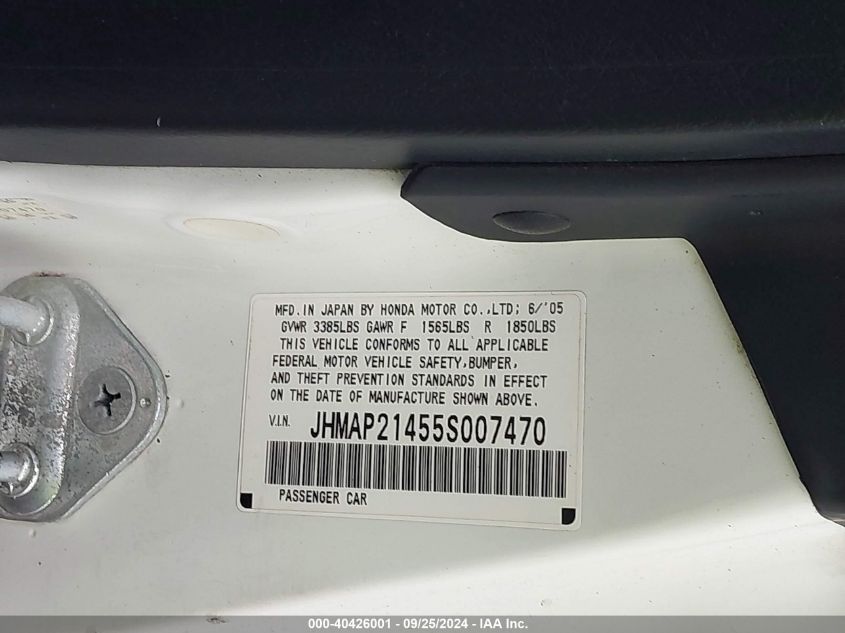 MFD.IN JAPAN BY HONDA MOTOR CO.,LTD; 6/'05
GVWR 3385LBS GAWR F 1565LBS R 1850LBS
THIS VEHICLE CONFORMS TO ALL APPLICABLE
FEDERAL MOTOR VEHICLE SAFETY,BUMPER,
AND THEFT PREVENTION STANDARDS IN EFFECT
ON THE DATE OF MANUFACTURE SHOWN ABOVE.
V.I.N. JHMAP21455S007470
PASSENGER CAR
000-40426001 - 09/25/2024 - IAA Inc.